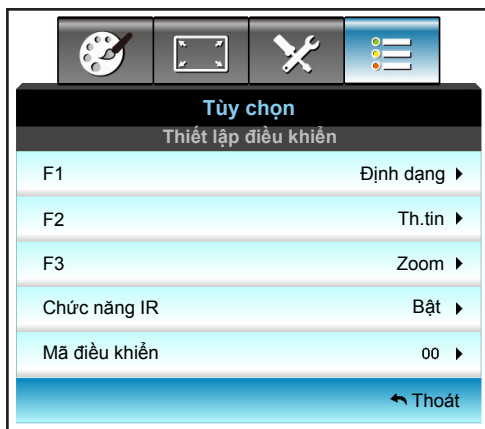 Tùy chọn
Thiết lập điều khiển
F1 Định dạng
F2 Th.tin
F3 Zoom
Chức năng IR Bật
Mã điều khiển 00
Thoát